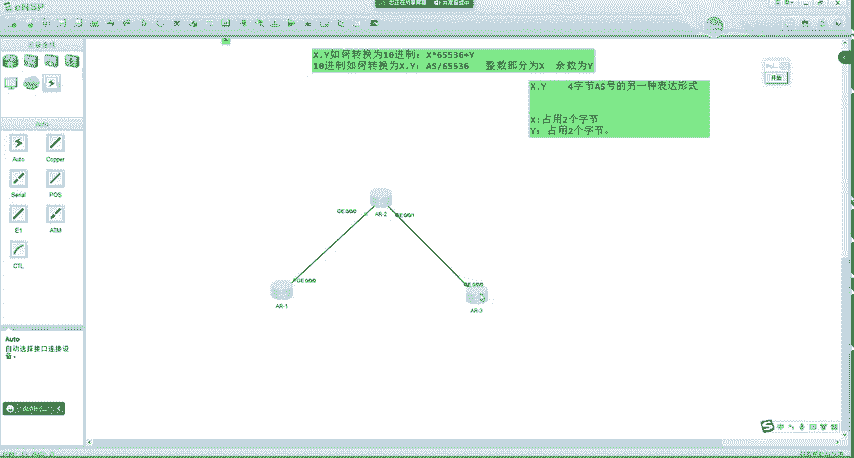 eNSP
X.Y如何转换为10进制：X*65536+Y
10进制如何转换为X.Y：AS/65536 整数部分为X 余数为Y
X.Y 4字节AS号的另一种表达形式
X：占用2个字节
Y：占用2个字节。
Auto
Copper
Serial
POS
E1
ATM
CTL
AR-2
AR-1
Auto
自动选择接口连接设备。